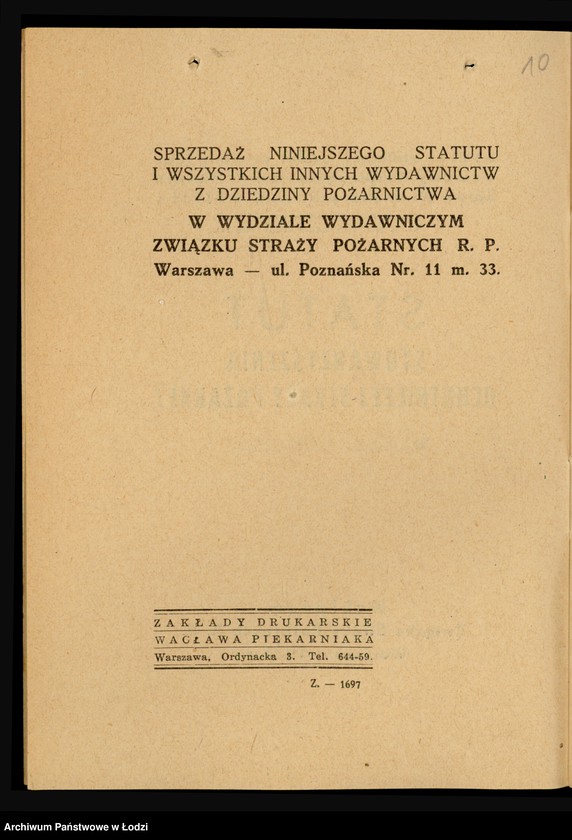 10
SPRZEDAŻ NINIEJSZEGO STATUTU
I WSZYSTKICH INNYCH WYDAWNICTW
Z DZIEDZINY POŻARNICTWA
W WYDZIALE WYDAWNICZYM
ZWIĄZKU STRAŻY POŻARNYCH R. P.
Warszawa — ul. Poznańska Nr. 11 m. 33.
ZAKŁADY DRUKARSKIE
WACŁAWA PIEKARNIAKA
Warszawa, Ordynacka 3. Tel. 644-59.
Z. — 1697
Archiwum Państwowe w Łodzi